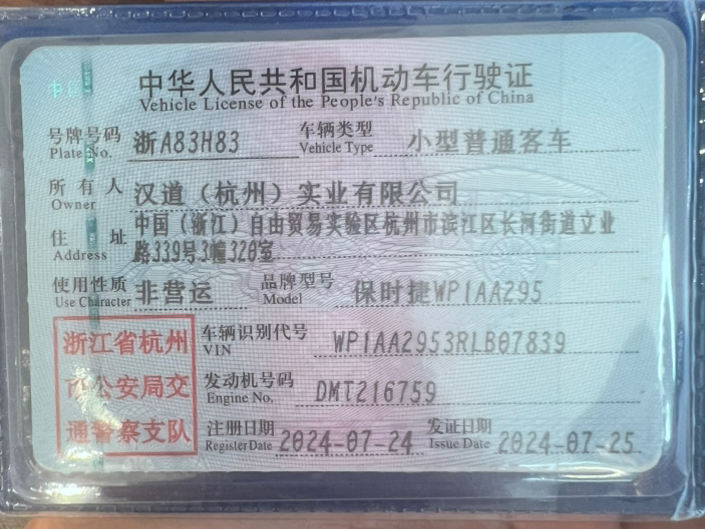 中华人民共和国机动车行驶证
Vehicle License of the People's Republic of China
号牌号码 浙A83H83 车辆类型 小型普通客车
Plate No. Vehicle Type
所有人 汉道（杭州）实业有限公司
Owner
住址 中国（浙江）自由贸易实验区杭州市滨江区长河街道立业
Address 路339号3幢320室
使用性质 非营运 品牌型号 保时捷WP1AA295
Use Character Model
浙江省杭州
市公安局交
通警察支队
车辆识别代号 WP1AA2953RLB07839
VIN
发动机号码 DMT216759
Engine No.
注册日期 2024-07-24 发证日期 2024-07-25
Register Date Issue Date